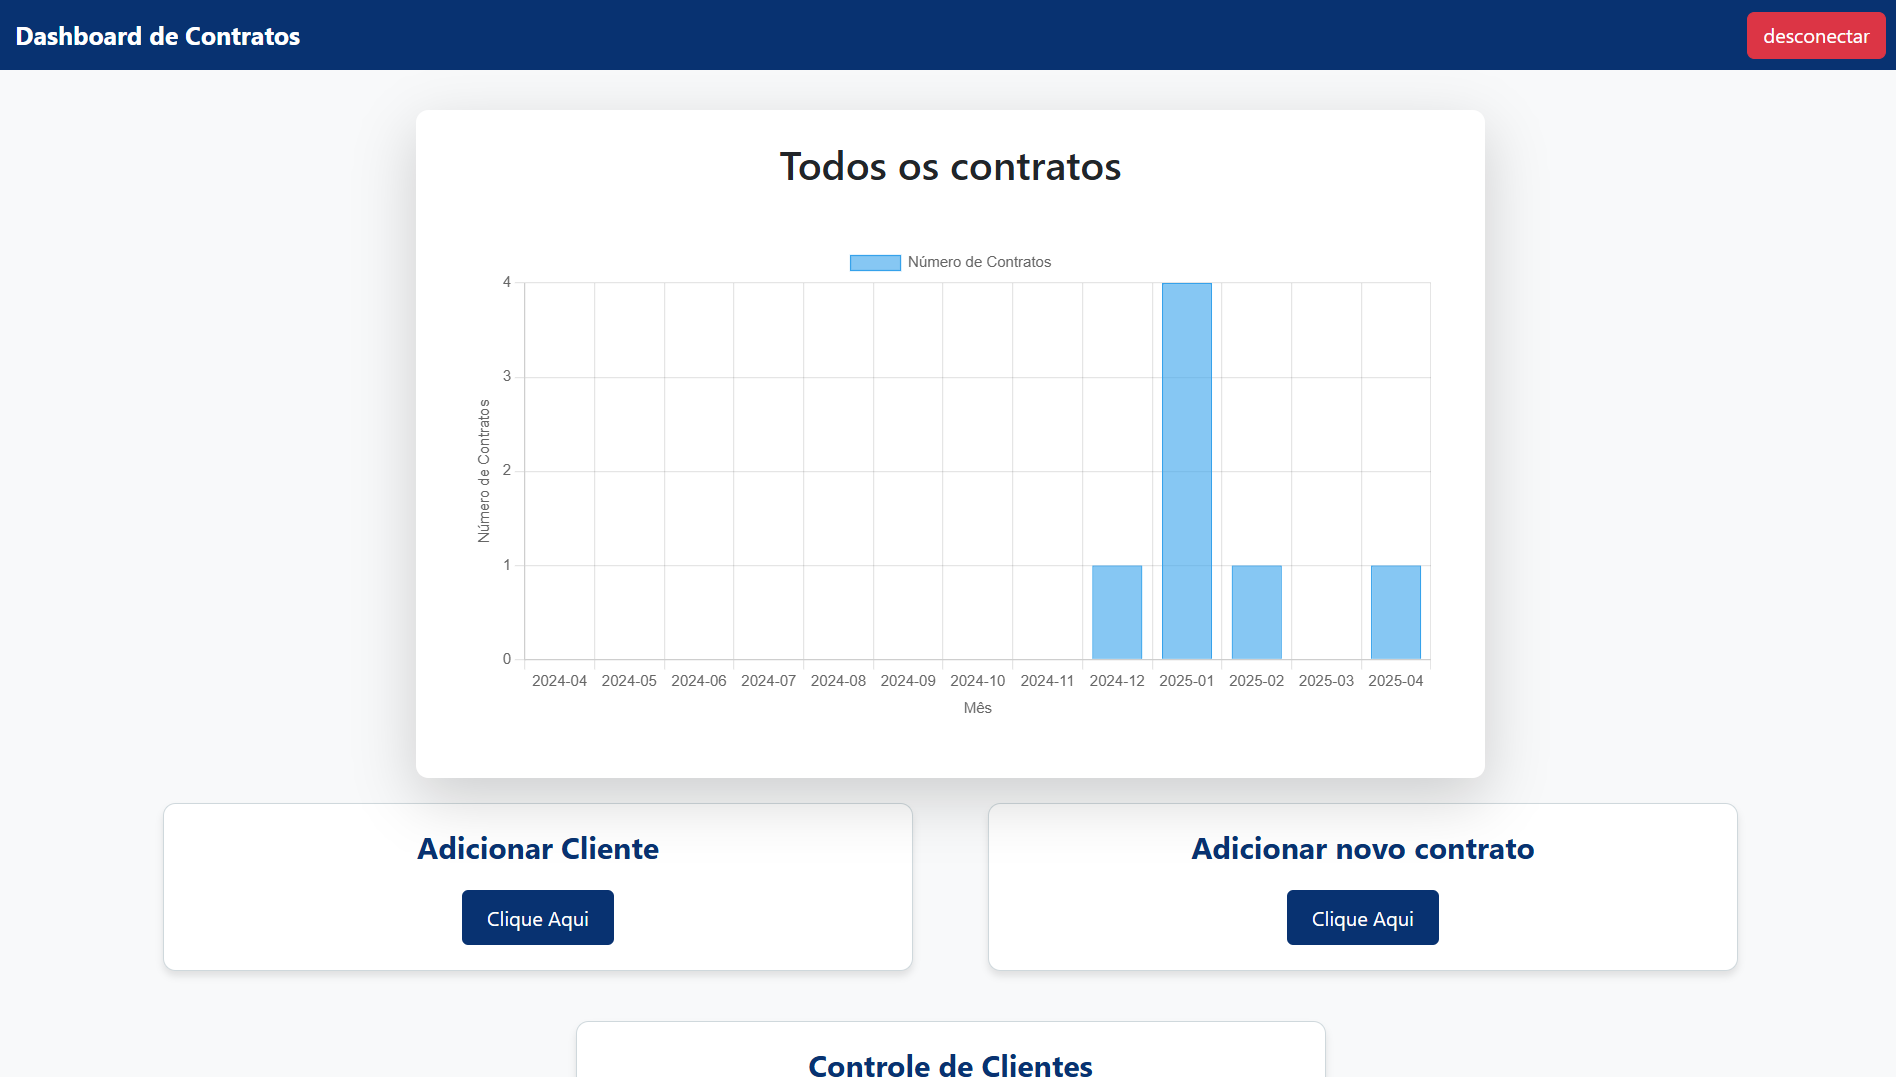 Dashboard de Contratos
desconectar
Todos os contratos
Número de Contratos
4
3
2
1
0
Número de Contratos
2024-04 2024-05 2024-06 2024-07 2024-08 2024-09 2024-10 2024-11 2024-12 2025-01 2025-02 2025-03 2025-04
Mês
Adicionar Cliente
Clique Aqui
Adicionar novo contrato
Clique Aqui
Controle de Clientes